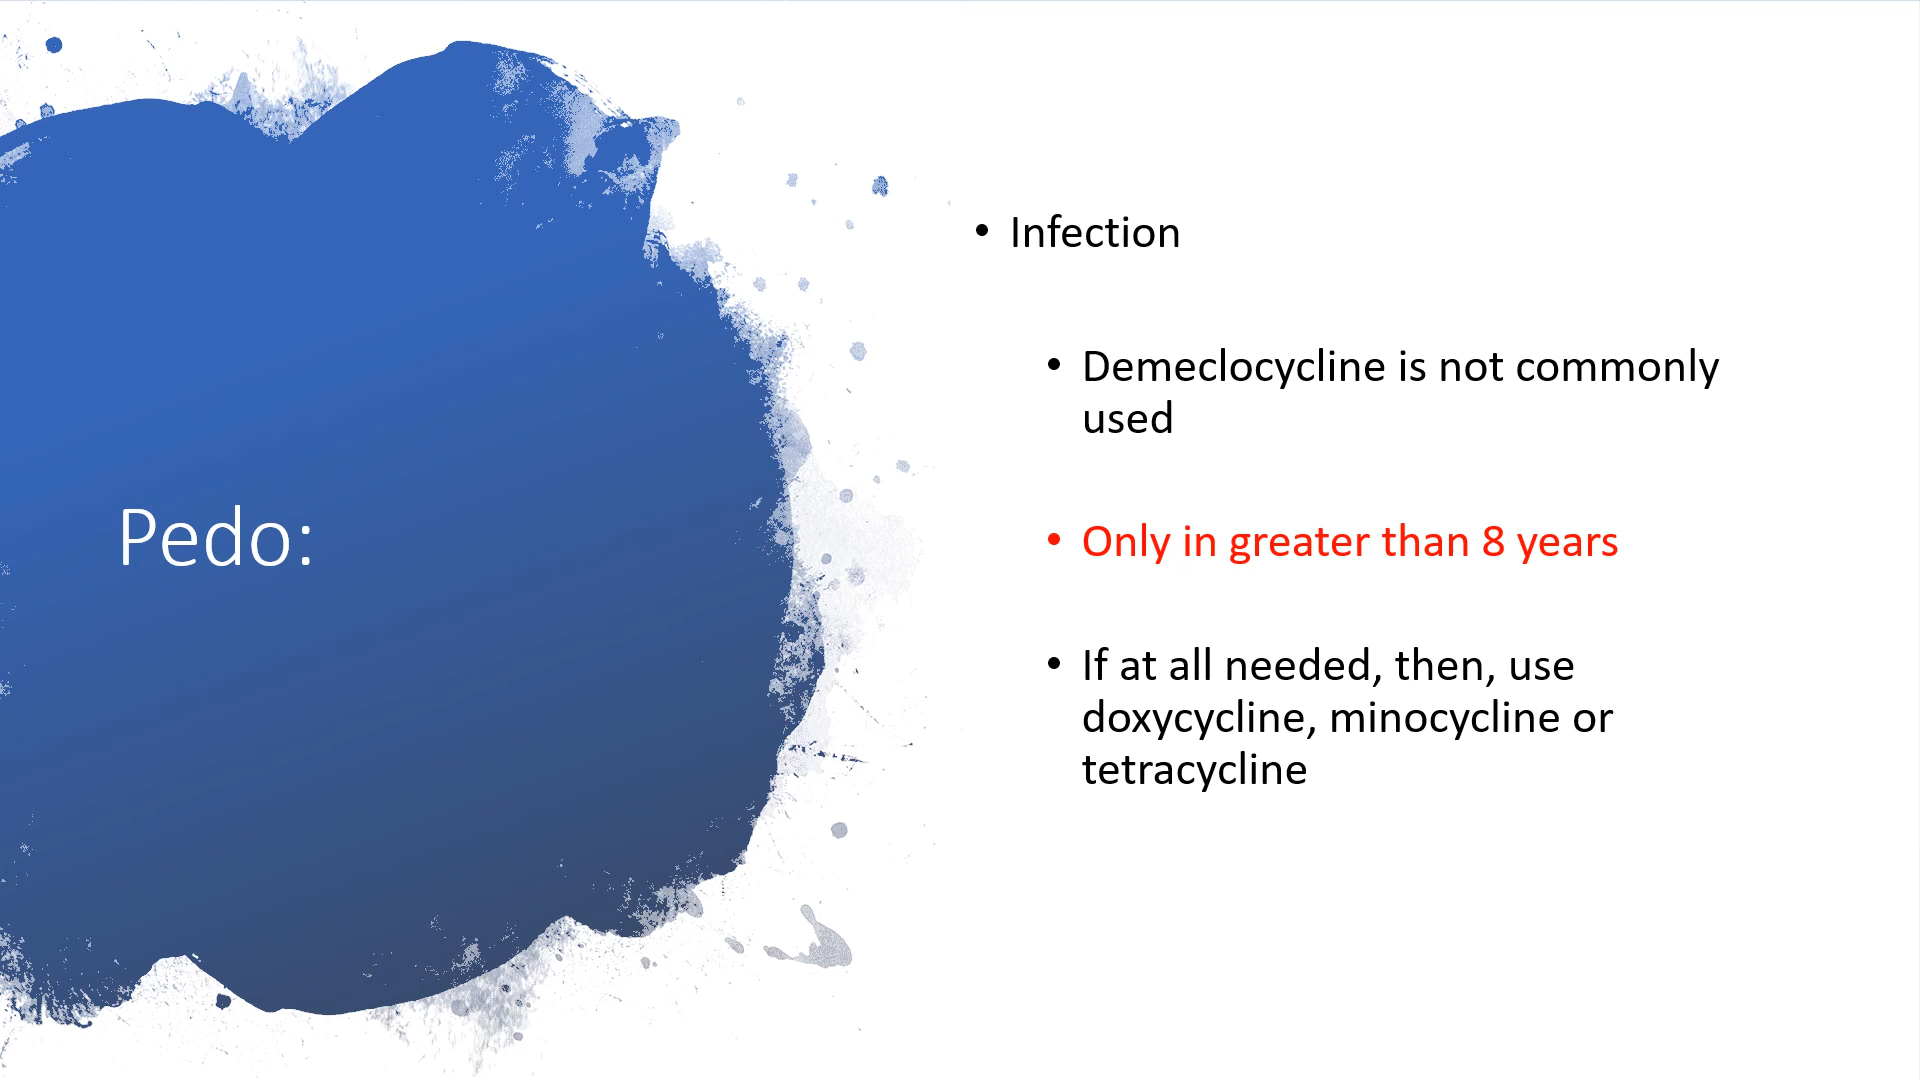 Pedo:
• Infection
• Demeclocycline is not commonly
used
• Only in greater than 8 years
• If at all needed, then, use
doxycycline, minocycline or
tetracycline